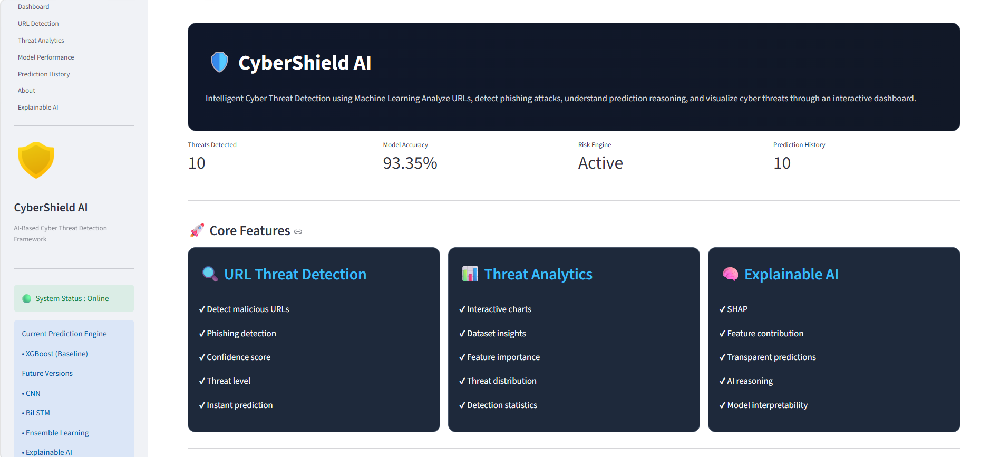 Dashboard
URL Detection
Threat Analytics
Model Performance
Prediction History
About
Explainable AI
CyberShield AI
AI-Based Cyber Threat Detection
Framework
System Status : Online
Current Prediction Engine
• XGBoost (Baseline)
Future Versions
• CNN
• BiLSTM
• Ensemble Learning
• Explainable AI
CyberShield AI
Intelligent Cyber Threat Detection using Machine Learning Analyze URLs, detect phishing attacks, understand prediction reasoning, and visualize cyber threats through an interactive dashboard.
Threats Detected
10
Model Accuracy
93.35%
Risk Engine
Active
Prediction History
10
Core Features
URL Threat Detection
✔ Detect malicious URLs
✔ Phishing detection
✔ Confidence score
✔ Threat level
✔ Instant prediction
Threat Analytics
✔ Interactive charts
✔ Dataset insights
✔ Feature importance
✔ Threat distribution
✔ Detection statistics
Explainable AI
✔ SHAP
✔ Feature contribution
✔ Transparent predictions
✔ AI reasoning
✔ Model interpretability